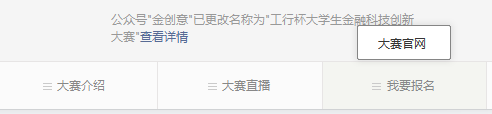 公众号"金创意"已更改名称为"工行杯大学生金融科技创新
大赛"查看详情
大赛官网
大赛介绍
大赛直播
我要报名